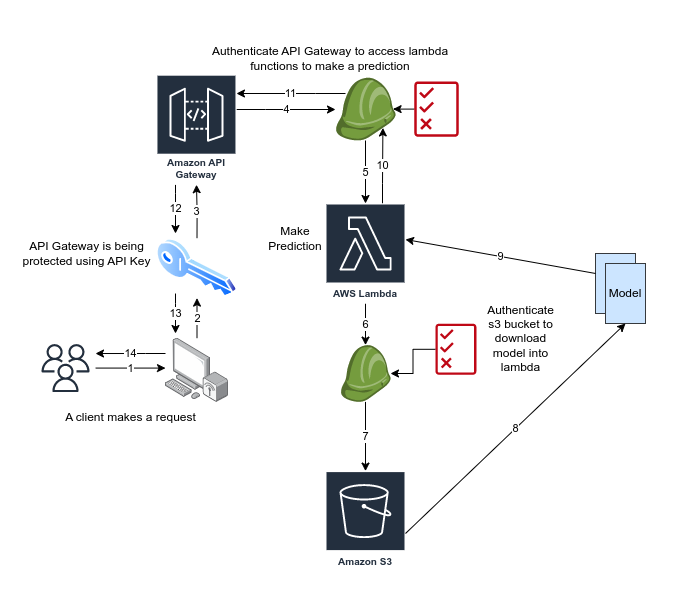 Authenticate API Gateway to access lambda
functions to make a prediction
11
4
Amazon API
Gateway
5
10
12
3
Make
Prediction
API Gateway is being
protected using API Key
9
AWS Lambda
Model
13
2
6
Authenticate
s3 bucket to
download
model into
lambda
14
1
A client makes a request
7
8
Amazon S3